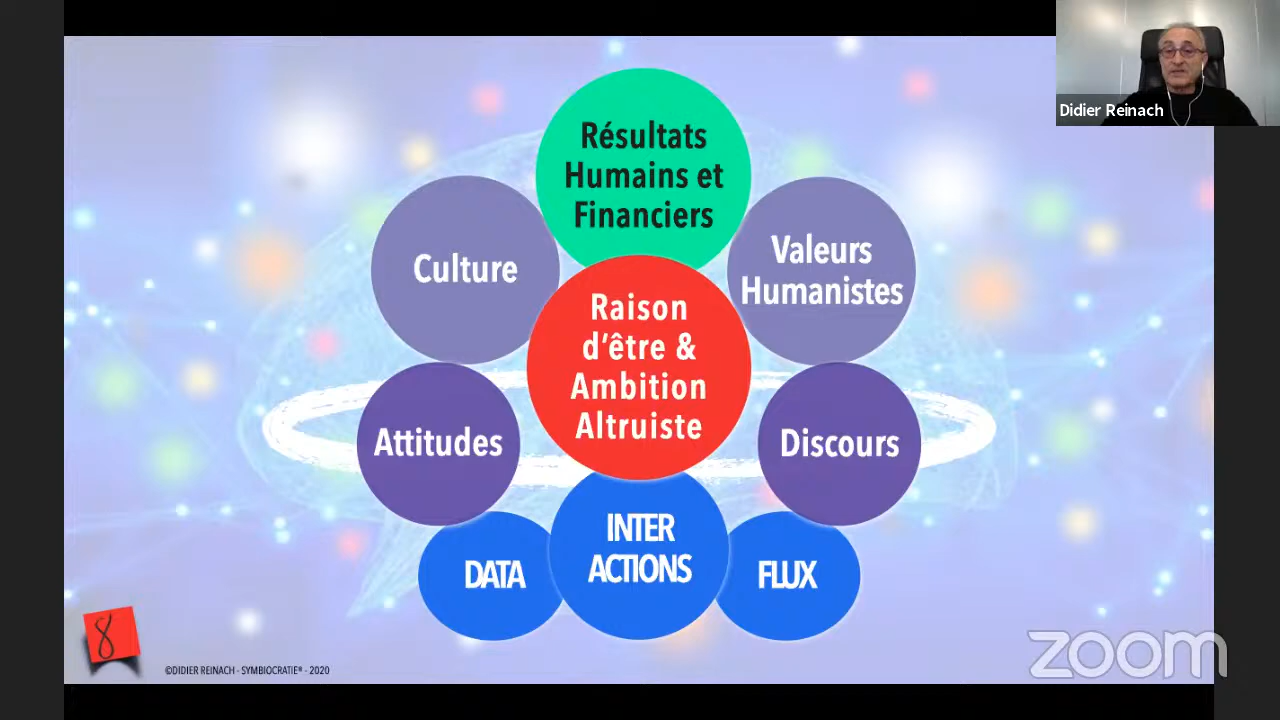 Didier Reinach
Résultats
Humains et
Financiers
Culture
Valeurs
Humanistes
Raison
d'être &
Ambition
Altruiste
Attitudes
Discours
INTER
ACTIONS
DATA
FLUX
8
©DIDIER REINACH - SYMBIOCRATIE® - 2020
zoom